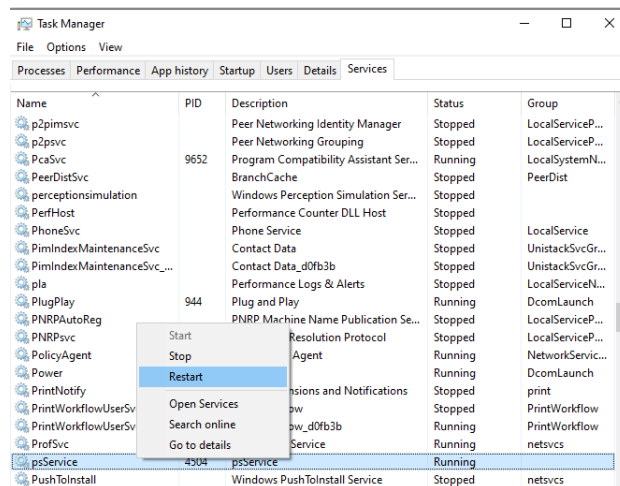 Task Manager
File Options View
Processes Performance App history Startup Users Details Services
Name PID Description Status Group
p2pimsvc Peer Networking Identity Manager Stopped LocalServiceP...
p2psvc Peer Networking Grouping Stopped LocalServiceP...
PcaSvc 9652 Program Compatibility Assistant Ser... Running LocalSystemN...
PeerDistSvc BranchCache Stopped PeerDist
perceptionsimulation Windows Perception Simulation Ser... Stopped
PerfHost Performance Counter DLL Host Stopped
PhoneSvc Phone Service Stopped LocalService
PimIndexMaintenanceSvc Contact Data Stopped UnistackSvcGr...
PimIndexMaintenanceSvc_... Contact Data_d0fb3b Stopped UnistackSvcGr...
pla Performance Logs & Alerts Stopped LocalServiceN...
PlugPlay 944 Plug and Play Running DcomLaunch
PNRPAutoReg PNRP Machine Name Publication Se... Stopped LocalServiceP...
PNRPsvc Start Resolution Protocol Stopped LocalServiceP...
PolicyAgent Stop Agent Running NetworkServic...
Power Restart Running DcomLaunch
PrintNotify nsions and Notifications Stopped print
PrintWorkflowUserSv Open Services ow Stopped PrintWorkflow
PrintWorkflowUserSv Search online ow_d0fb3b Running PrintWorkflow
ProfSvc Go to details Service Running netsvcs
psService 4504 psService Running
PushToInstall Windows PushToInstall Service Stopped netsvcs